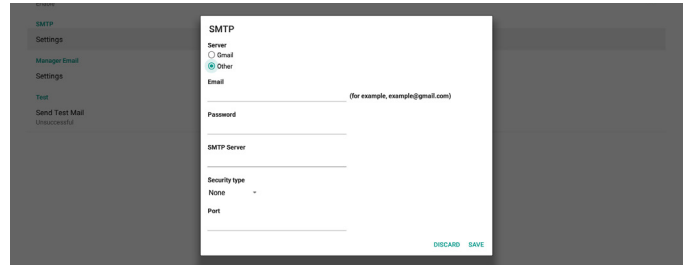 Enable
SMTP
Settings
Manager Email
Settings
Test
Send Test Mail
Unsuccessful
SMTP
Server
Gmail
Other
Email
(for example, example@gmail.com)
Password
SMTP Server
Security type
None
Port
DISCARD SAVE